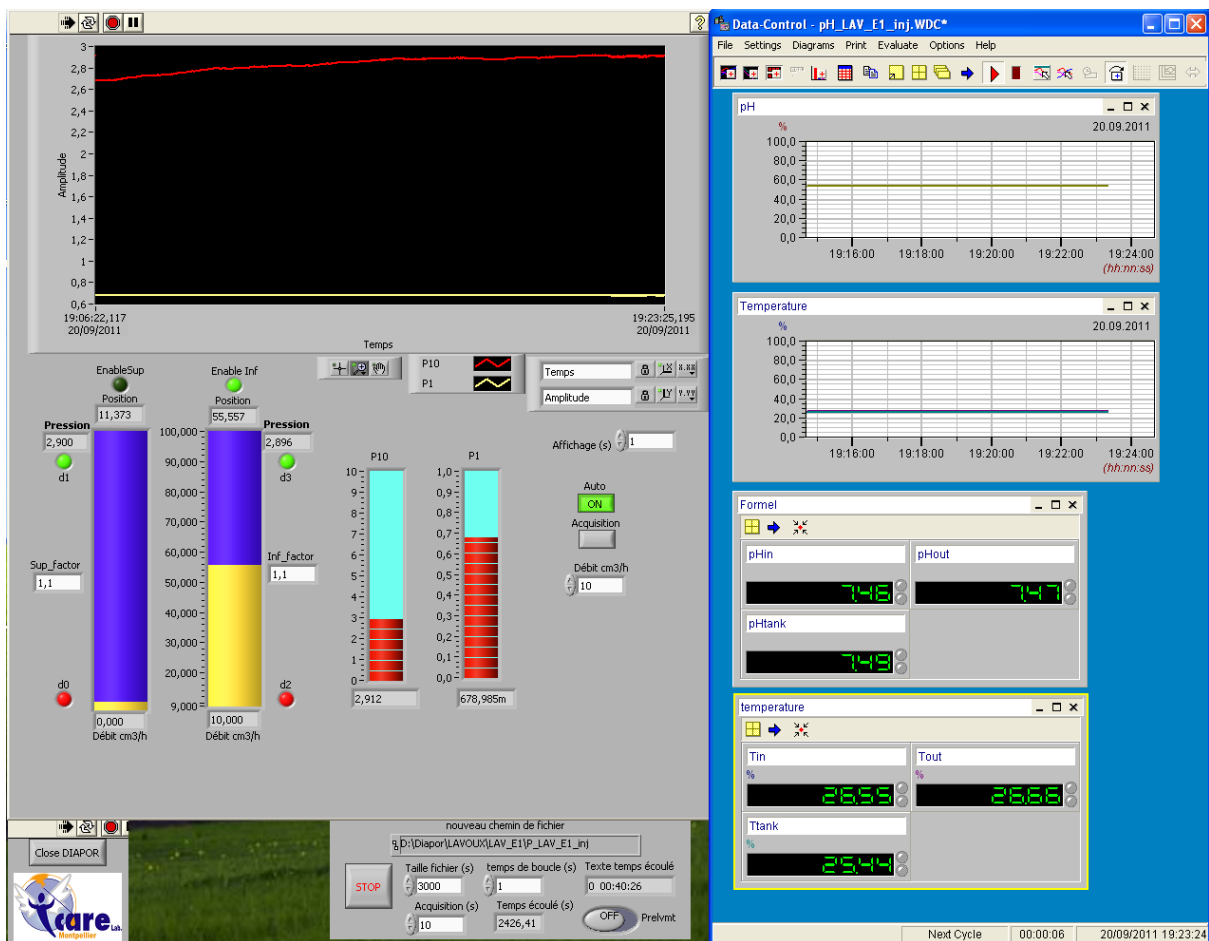 3
2,8
2,6
2,4
2,2
2
1,8
1,6
1,4
1,2
1
0,8
0,6
Amplitude
19:06:22,117
20/09/2011
19:23:25,195
20/09/2011
Temps
EnableSup
Position
11,373
Enable Inf
Position
55,557
P10
P1
Temps
Amplitude
Pression
2,900
d1
Pression
2,896
d3
100,000
90,000
80,000
70,000
60,000
50,000
40,000
30,000
20,000
9,000
Sup_factor
1,1
Inf_factor
1,1
d0
d2
0,000
Débit cm3/h
10,000
Débit cm3/h
P10
10
9
8
7
6
5
4
3
2
1
0
2,912
P1
1,0
0,9
0,8
0,7
0,6
0,5
0,4
0,3
0,2
0,1
0,0
678,985m
Affichage (s) 1
Auto
ON
Acquisition
Débit cm3/h
10
Close DIAPOR
Icare Lab.
Montpellier
nouveau chemin de fichier
D:\Diapor\LAVOUX\LAV_E1\P_LAV_E1_inj
STOP
Taille fichier (s) temps de boucle (s) Texte temps écoulé
3000 1 0 00:40:26
Acquisition (s) Temps écoulé (s)
10 2426,41 OFF Prelvmt
Data-Control - pH_LAV_E1_inj.WDC*
File Settings Diagrams Print Evaluate Options Help
pH
% 20.09.2011
100,0
80,0
60,0
40,0
20,0
0,0
19:16:00 19:18:00 19:20:00 19:22:00 19:24:00
(hh:nn:ss)
Temperature
% 20.09.2011
100,0
80,0
60,0
40,0
20,0
0,0
19:16:00 19:18:00 19:20:00 19:22:00 19:24:00
(hh:nn:ss)
Formel
pHin pHout
7.46 7.47
pHtank
7.49
temperature
Tin Tout
% %
26.55 26.66
Ttank
%
25.44
Next Cycle 00:00:06 20/09/2011 19:23:24